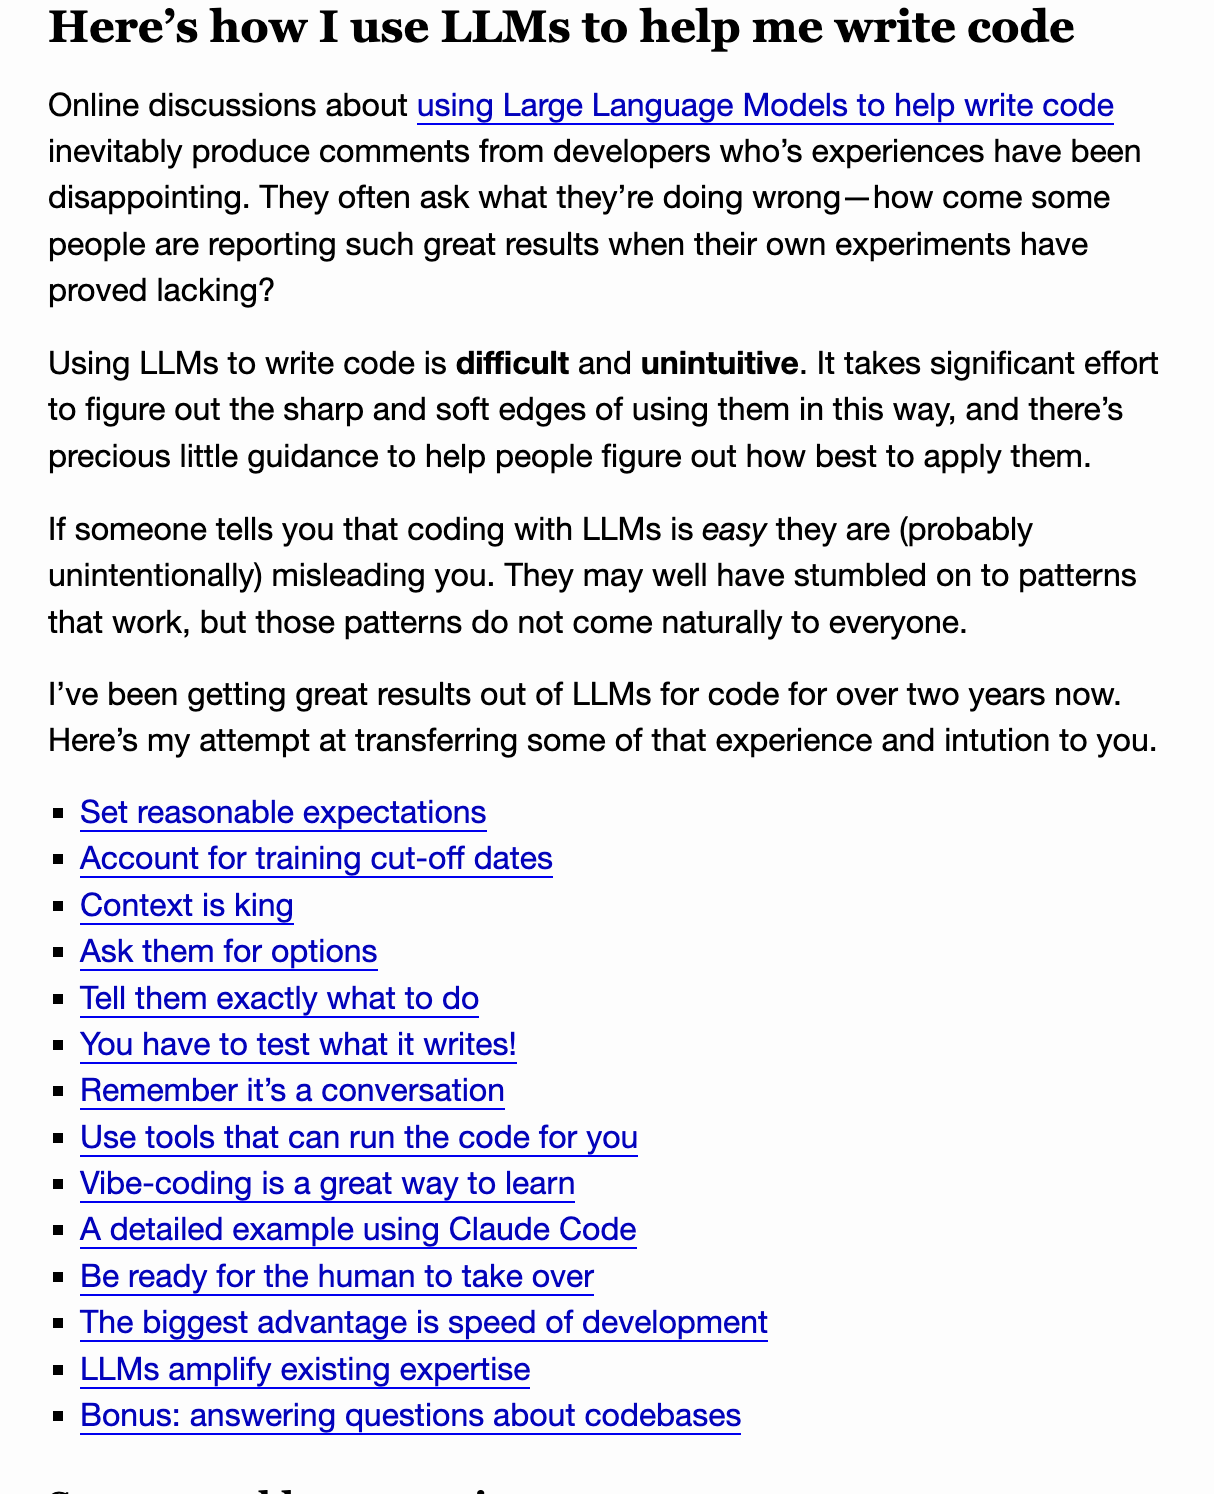 Here’s how I use LLMs to help me write code
Online discussions about using Large Language Models to help write code
inevitably produce comments from developers who’s experiences have been
disappointing. They often ask what they’re doing wrong—how come some
people are reporting such great results when their own experiments have
proved lacking?
Using LLMs to write code is difficult and unintuitive. It takes significant effort
to figure out the sharp and soft edges of using them in this way, and there’s
precious little guidance to help people figure out how best to apply them.
If someone tells you that coding with LLMs is easy they are (probably
unintentionally) misleading you. They may well have stumbled on to patterns
that work, but those patterns do not come naturally to everyone.
I’ve been getting great results out of LLMs for code for over two years now.
Here’s my attempt at transferring some of that experience and intution to you.
Set reasonable expectations
Account for training cut-off dates
Context is king
Ask them for options
Tell them exactly what to do
You have to test what it writes!
Remember it’s a conversation
Use tools that can run the code for you
Vibe-coding is a great way to learn
A detailed example using Claude Code
Be ready for the human to take over
The biggest advantage is speed of development
LLMs amplify existing expertise
Bonus: answering questions about codebases